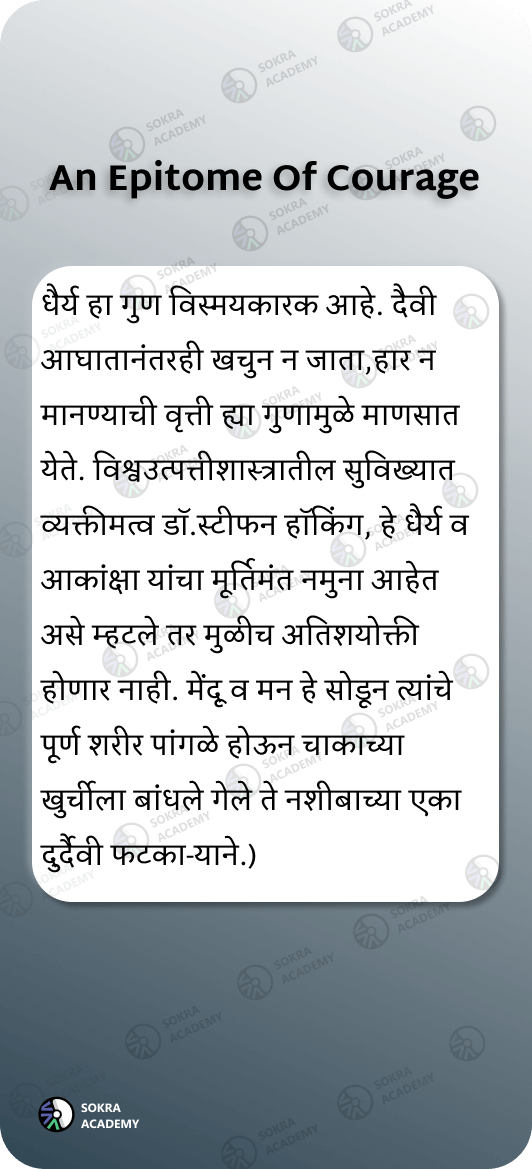 An Epitome Of Courage
धैर्य हा गुण विस्मयकारक आहे. दैवी
आघातानंतरही खचुन न जाता,हार न
मानण्याची वृत्ती ह्या गुणामुळे माणसात
येते. विश्वउत्पत्तीशास्त्रातील सुविख्यात
व्यक्तीमत्व डॉ.स्टीफन हॉकिंग, हे धैर्य व
आकांक्षा यांचा मूर्तिमंत नमुना आहेत
असे म्हटले तर मुळीच अतिशयोक्ती
होणार नाही. मेंदू व मन हे सोडून त्यांचे
पूर्ण शरीर पांगळे होऊन चाकाच्या
खुर्चीला बांधले गेले ते नशीबाच्या एका
दुर्दैवी फटका-याने.)
SOKRA
ACADEMY